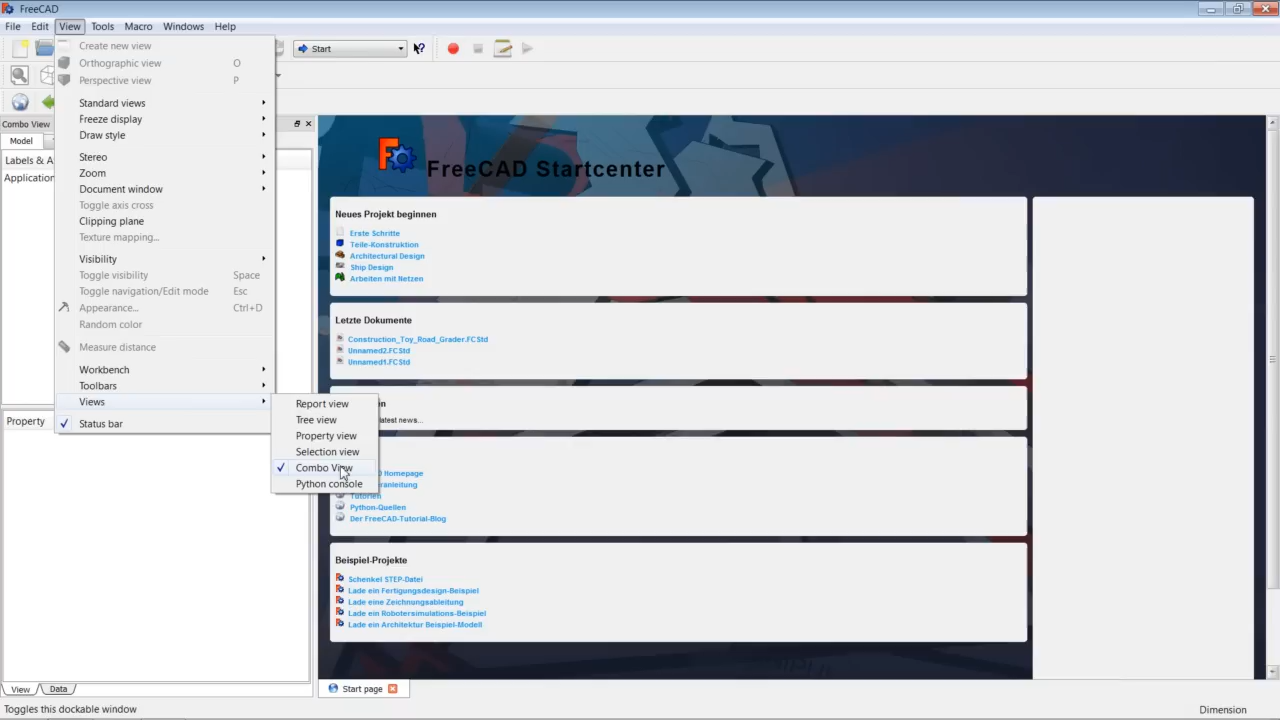 FreeCAD
File Edit View Tools Macro Windows Help
Create new view
Start
Orthographic view O
Perspective view P
Standard views
Freeze display
Combo View
Draw style
Model
Stereo
Labels & A
Zoom
Application
Document window
Toggle axis cross
Clipping plane
Texture mapping...
Visibility
Toggle visibility Space
Toggle navigation/Edit mode Esc
Appearance... Ctrl+D
Random color
Measure distance
Workbench
Toolbars
Views
Property
Status bar
Report view
Tree view
Property view
Selection view
Combo View
Python console
FreeCAD Startcenter
Neues Projekt beginnen
Erste Schritte
Teile-Konstruktion
Architectural Design
Ship Design
Arbeiten mit Netzen
Letzte Dokumente
Construction_Toy_Road_Grader.FCStd
Unnamed2.FCStd
Unnamed1.FCStd
en
latest news...
D Homepage
eranleitung
Tutorien
Python-Quellen
Der FreeCAD-Tutorial-Blog
Beispiel-Projekte
Schenkel STEP-Datei
Lade ein Fertigungsdesign-Beispiel
Lade eine Zeichnungsableitung
Lade ein Robotersimulations-Beispiel
Lade ein Architektur Beispiel-Modell
View Data
Start page
Toggles this dockable window
Dimension